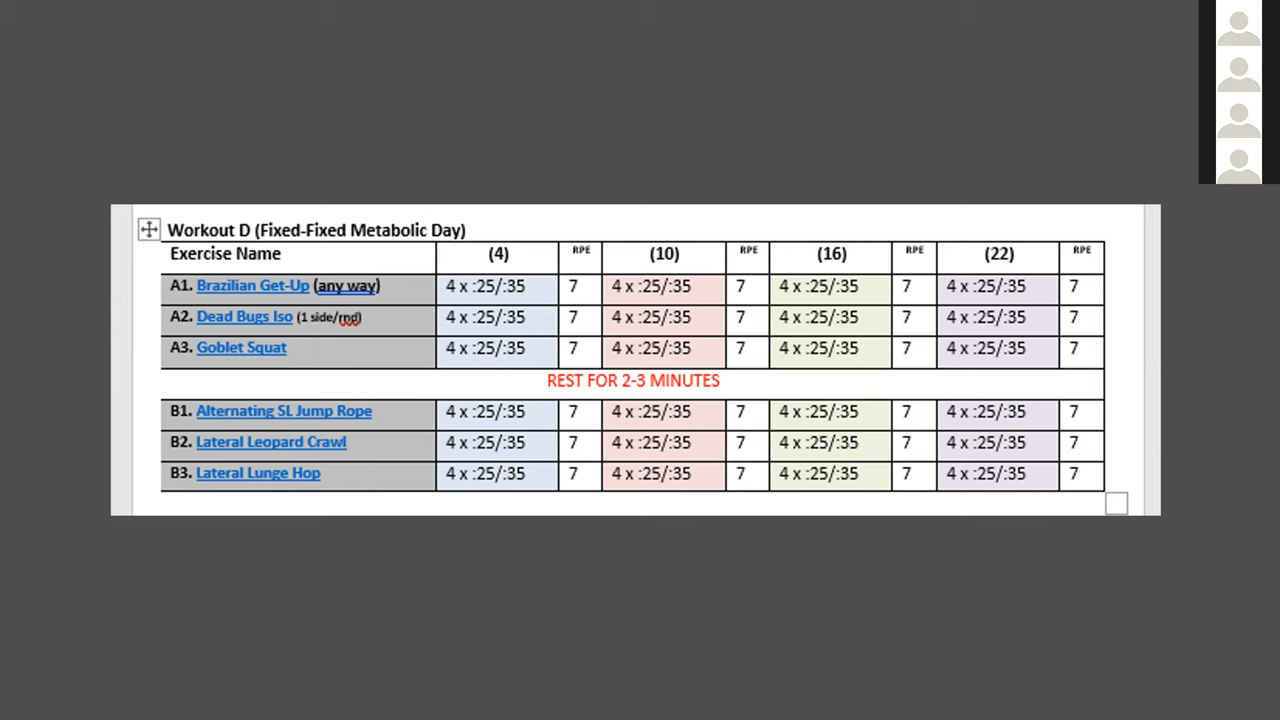 Workout D (Fixed-Fixed Metabolic Day)
Exercise Name (4) RPE (10) RPE (16) RPE (22) RPE
A1. Brazilian Get-Up (any way) 4 x :25/:35 7 4 x :25/:35 7 4 x :25/:35 7 4 x :25/:35 7
A2. Dead Bugs Iso (1 side/rnd) 4 x :25/:35 7 4 x :25/:35 7 4 x :25/:35 7 4 x :25/:35 7
A3. Goblet Squat 4 x :25/:35 7 4 x :25/:35 7 4 x :25/:35 7 4 x :25/:35 7
REST FOR 2-3 MINUTES
B1. Alternating SL Jump Rope 4 x :25/:35 7 4 x :25/:35 7 4 x :25/:35 7 4 x :25/:35 7
B2. Lateral Leopard Crawl 4 x :25/:35 7 4 x :25/:35 7 4 x :25/:35 7 4 x :25/:35 7
B3. Lateral Lunge Hop 4 x :25/:35 7 4 x :25/:35 7 4 x :25/:35 7 4 x :25/:35 7